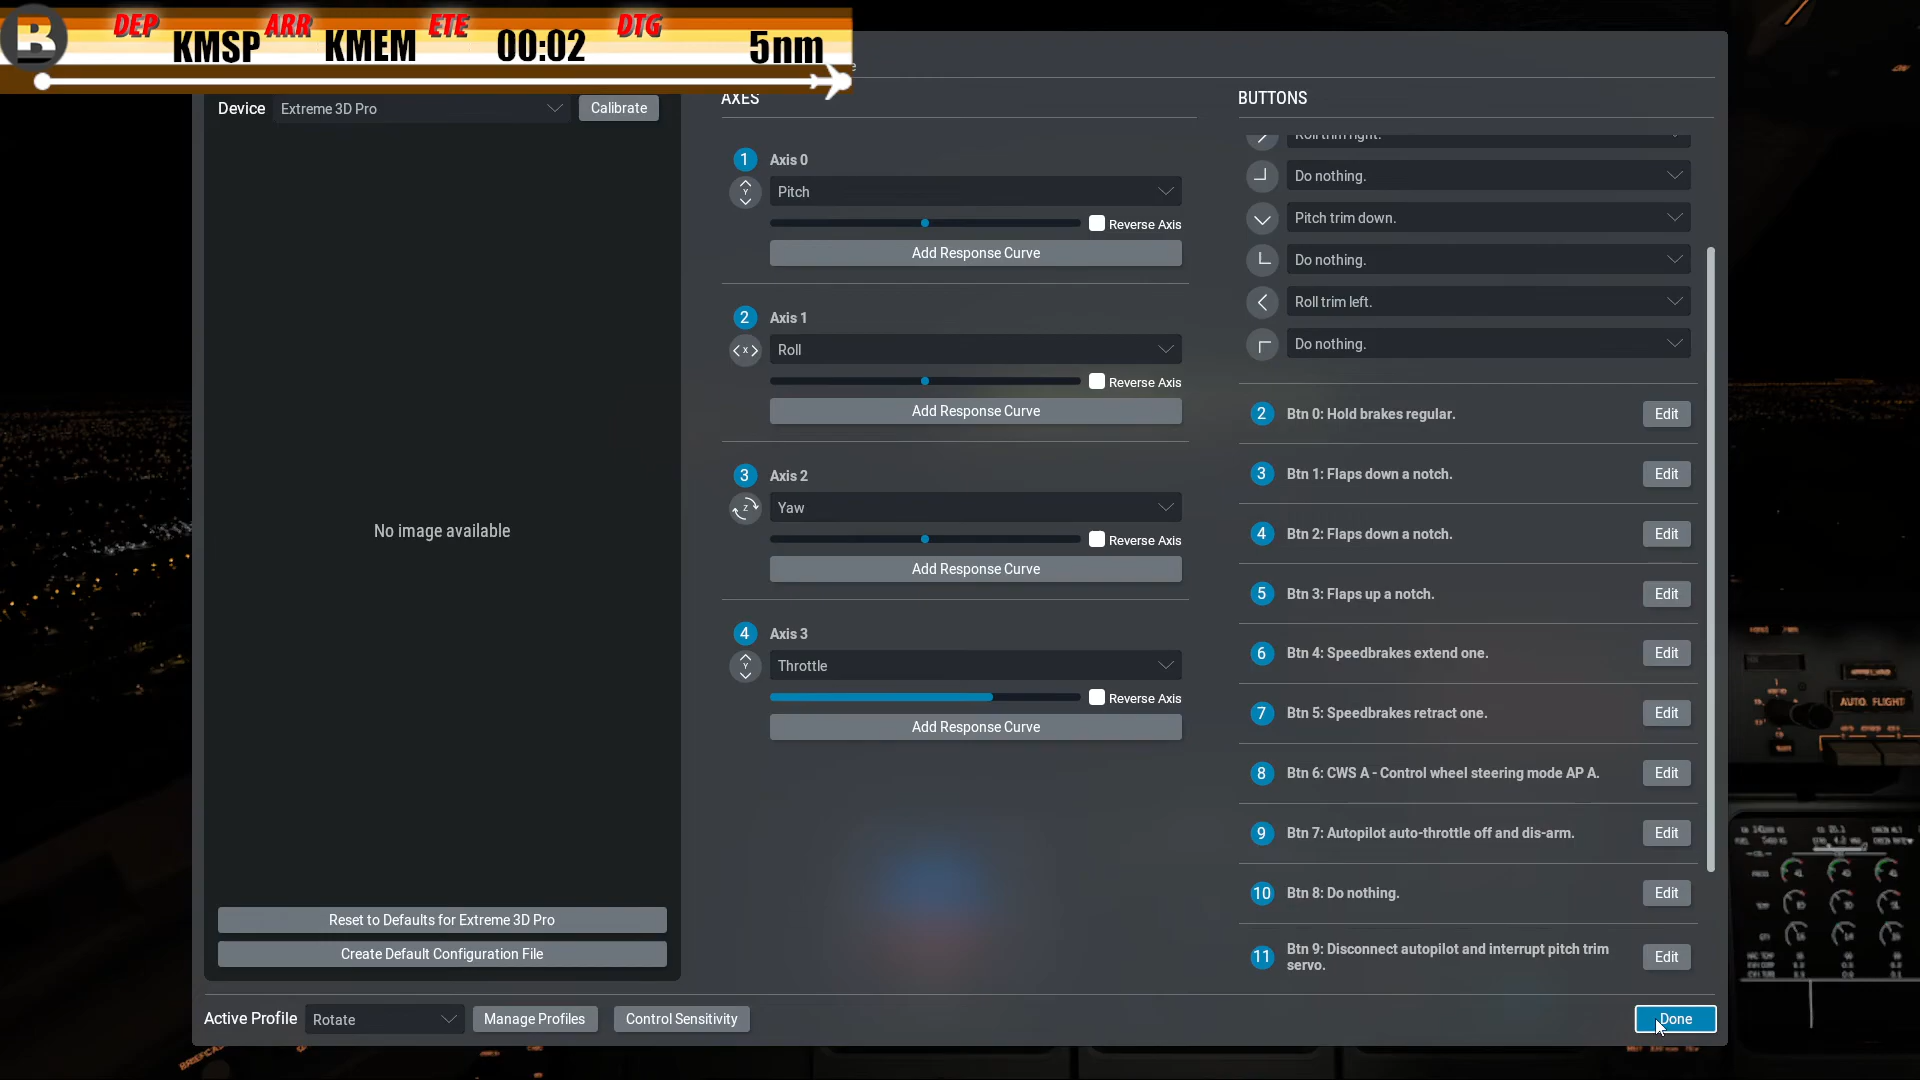 B
DEP KMSP ARR KMEM ETE 00:02 DTG 5nm
Device Extreme 3D Pro Calibrate
No image available
Reset to Defaults for Extreme 3D Pro
Create Default Configuration File
AXES
1 Axis 0
Y Pitch
Reverse Axis
Add Response Curve
2 Axis 1
X Roll
Reverse Axis
Add Response Curve
3 Axis 2
Z Yaw
Reverse Axis
Add Response Curve
4 Axis 3
Y Throttle
Reverse Axis
Add Response Curve
BUTTONS
Roll trim right.
Do nothing.
Pitch trim down.
Do nothing.
Roll trim left.
Do nothing.
2 Btn 0: Hold brakes regular. Edit
3 Btn 1: Flaps down a notch. Edit
4 Btn 2: Flaps down a notch. Edit
5 Btn 3: Flaps up a notch. Edit
6 Btn 4: Speedbrakes extend one. Edit
7 Btn 5: Speedbrakes retract one. Edit
8 Btn 6: CWS A - Control wheel steering mode AP A. Edit
9 Btn 7: Autopilot auto-throttle off and dis-arm. Edit
10 Btn 8: Do nothing. Edit
11 Btn 9: Disconnect autopilot and interrupt pitch trim
servo. Edit
Active Profile Rotate Manage Profiles Control Sensitivity Done
AUTO FLIGHT